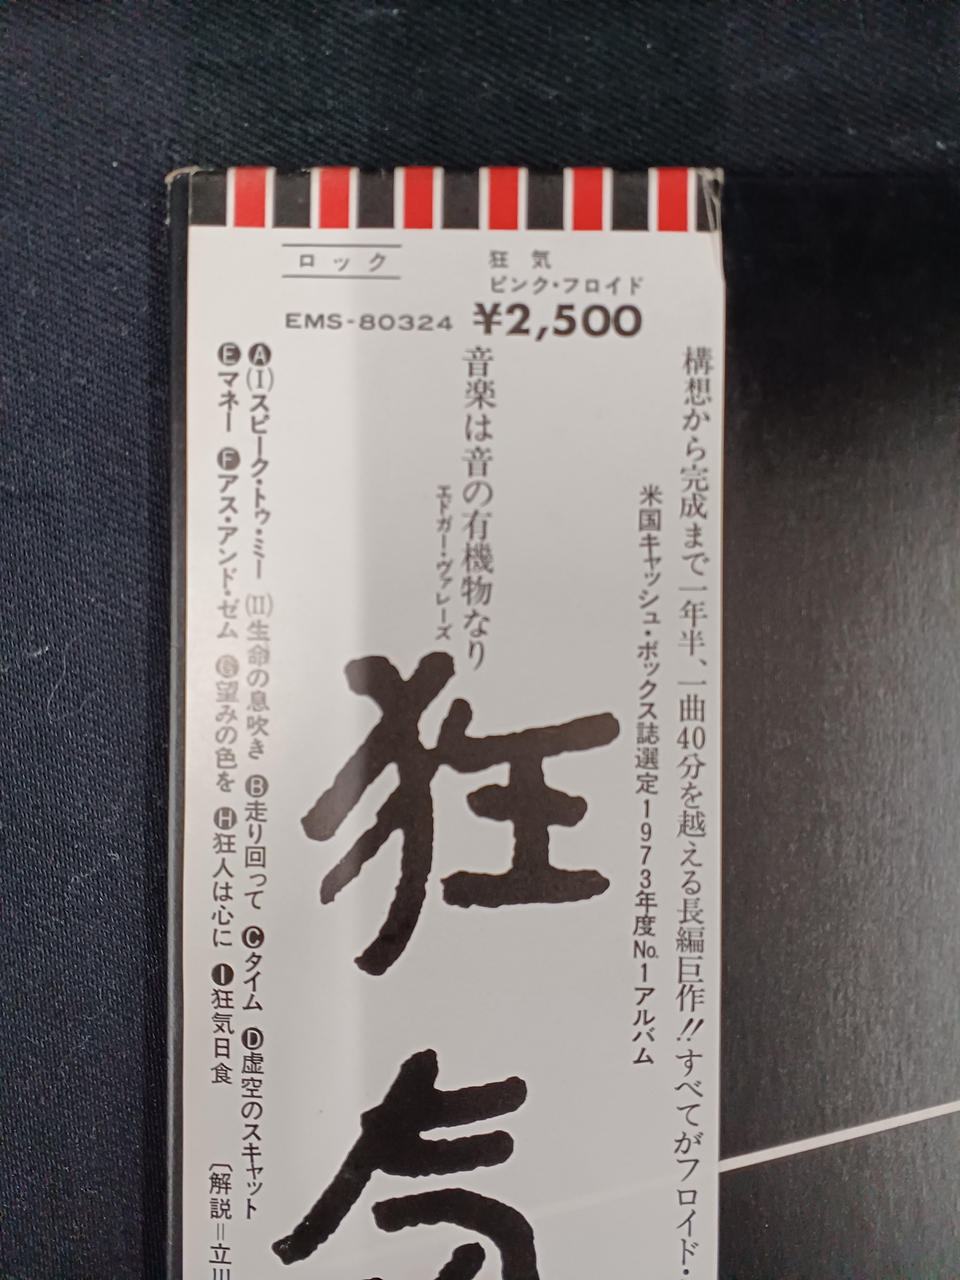 ロック
狂気
ピンク・フロイド
EMS-80324 ¥2,500
構想から完成まで一年半、一曲40分を越える長編巨作!!すべてがフロイド・
米国キャッシュ・ボックス誌選定1973年度No.1アルバム
音楽は音の有機物なり
エドガー・ヴァレーズ
狂気
Ⓐ(I)スピーク・トゥ・ミー (II)生命の息吹き Ⓑ走り回って Ⓒタイム Ⓓ虚空のスキャット
Ⓔマネー Ⓕアス・アンド・ゼム Ⓖ望みの色を Ⓗ狂人は心に Ⓘ狂気日食
〔解説=立川